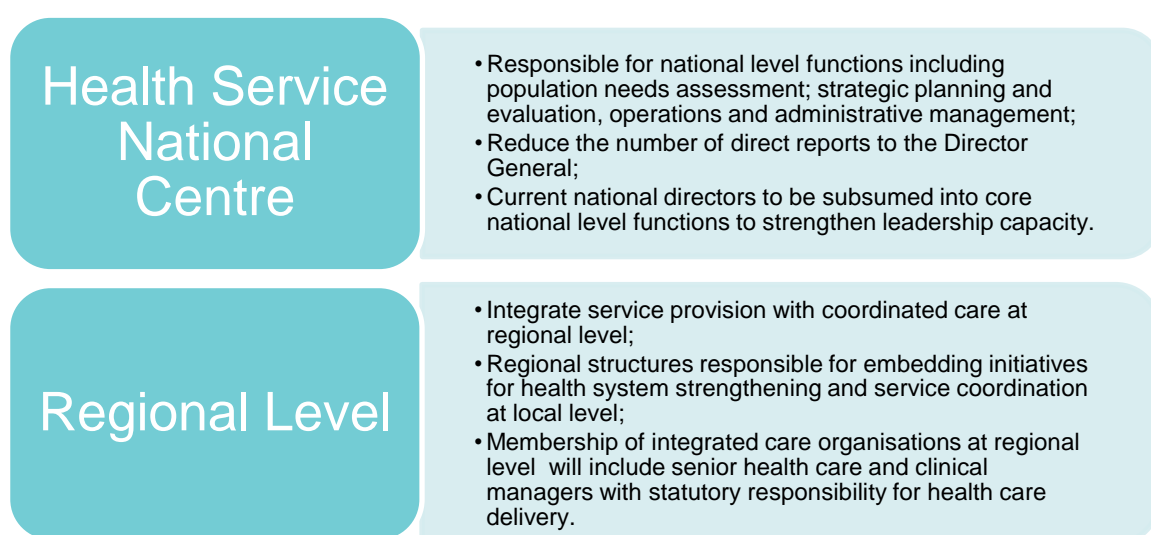 Health Service
National
Centre
• Responsible for national level functions including
population needs assessment; strategic planning and
evaluation, operations and administrative management;
• Reduce the number of direct reports to the Director
General;
• Current national directors to be subsumed into core
national level functions to strengthen leadership capacity.
Regional Level
• Integrate service provision with coordinated care at
regional level;
• Regional structures responsible for embedding initiatives
for health system strengthening and service coordination
at local level;
• Membership of integrated care organisations at regional
level will include senior health care and clinical
managers with statutory responsibility for health care
delivery.